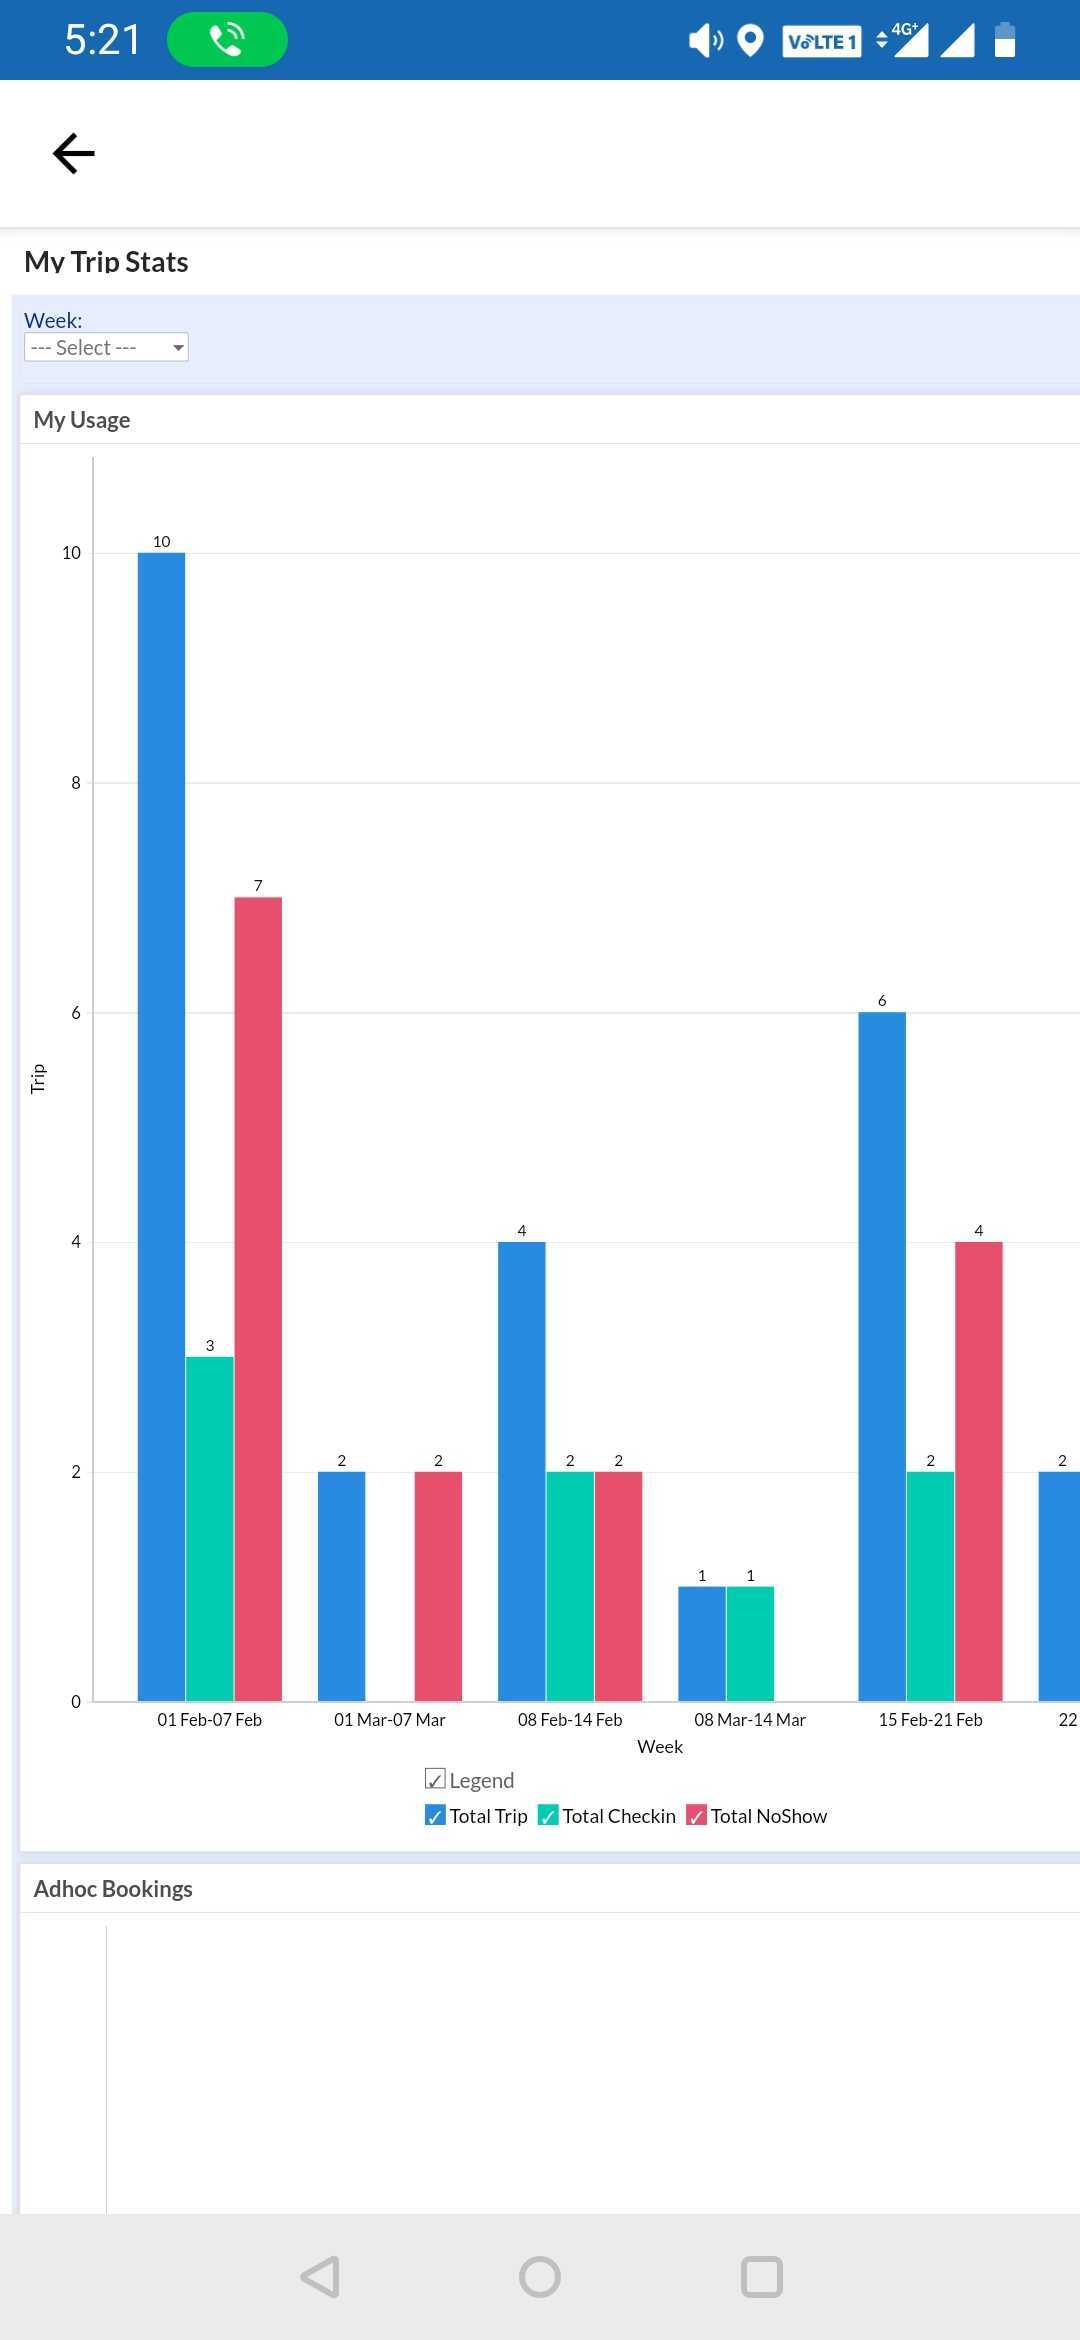 5:21 VoLTE 1 4G+
My Trip Stats
Week:
--- Select ---
My Usage
10
10
8
7
6
6
Trip
4
4
4
3
2
2
2
2
2
2
2
1
1
0
01 Feb-07 Feb 01 Mar-07 Mar 08 Feb-14 Feb 08 Mar-14 Mar 15 Feb-21 Feb 22
Week
Legend
Total Trip Total Checkin Total NoShow
Adhoc Bookings